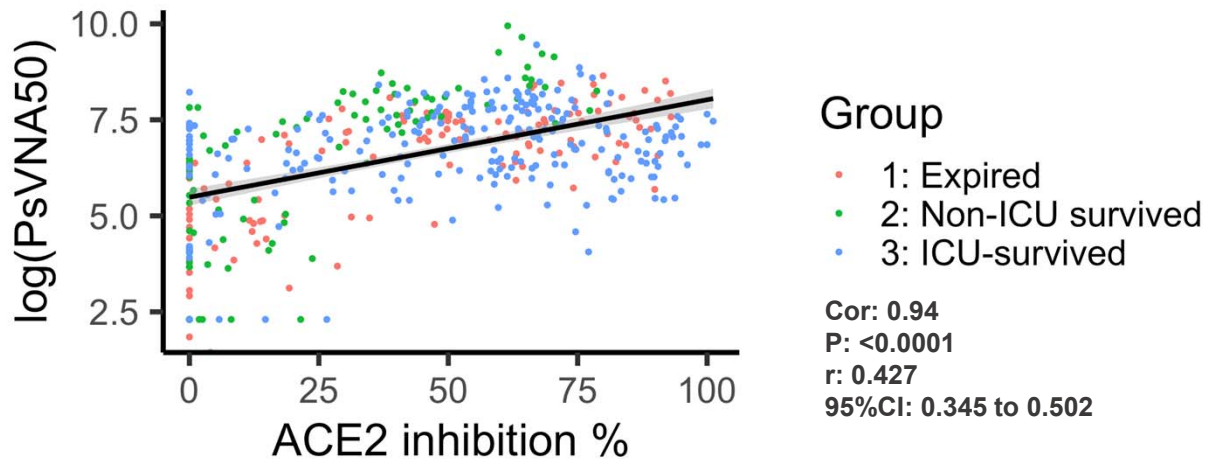 log(PsVNA50)
10.0
7.5
5.0
2.5
0
25
50
75
100
ACE2 inhibition %
Group
1: Expired
2: Non-ICU survived
3: ICU-survived
Cor: 0.94
P: <0.0001
r: 0.427
95%CI: 0.345 to 0.502